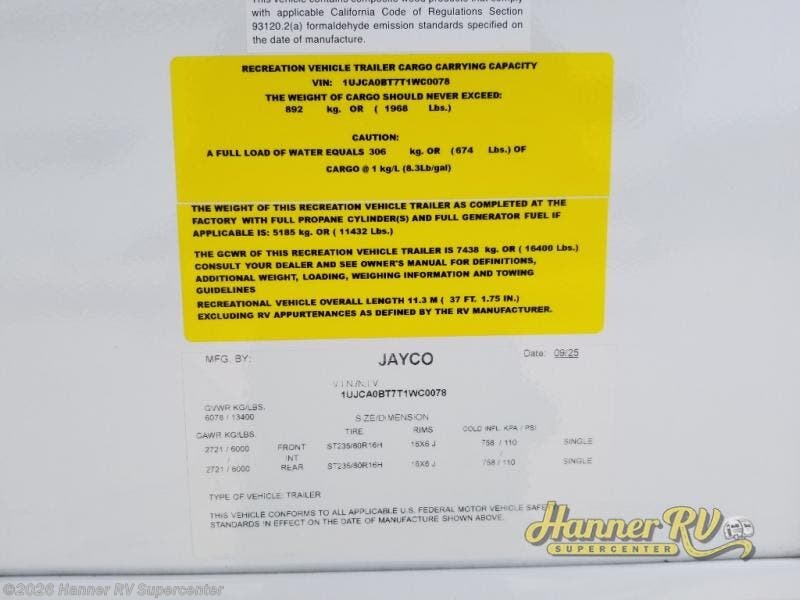 This vehicle contains composite wood products that comply
with applicable California Code of Regulations Section
93120.2(a) formaldehyde emission standards specified on
the date of manufacture.
RECREATION VEHICLE TRAILER CARGO CARRYING CAPACITY
VIN: 1UJCA0BT7T1WC0078
THE WEIGHT OF CARGO SHOULD NEVER EXCEED:
892 kg. OR ( 1968 Lbs.)
CAUTION:
A FULL LOAD OF WATER EQUALS 306 kg. OR (674 Lbs.) OF
CARGO @ 1 kg/L (8.3Lb/gal)
THE WEIGHT OF THIS RECREATION VEHICLE TRAILER AS COMPLETED AT THE
FACTORY WITH FULL PROPANE CYLINDER(S) AND FULL GENERATOR FUEL IF
APPLICABLE IS: 5185 kg. OR ( 11432 Lbs.)
THE GCWR OF THIS RECREATION VEHICLE TRAILER IS 7438 kg. OR ( 16400 Lbs.)
CONSULT YOUR DEALER AND SEE OWNER'S MANUAL FOR DEFINITIONS,
ADDITIONAL WEIGHT, LOADING, WEIGHING INFORMATION AND TOWING
GUIDELINES
RECREATIONAL VEHICLE OVERALL LENGTH 11.3 M ( 37 FT. 1.75 IN.)
EXCLUDING RV APPURTENANCES AS DEFINED BY THE RV MANUFACTURER.
MFG. BY: JAYCO Date: 09/25
V.I.N./N.I.V.
1UJCA0BT7T1WC0078
GVWR KG/LBS.
6078 / 13400 SIZE/DIMENSION
GAWR KG/LBS. TIRE RIMS COLD INFL. KPA / PSI
2721 / 6000 FRONT ST235/80R16H 16X6 J 758 / 110 SINGLE
INT
2721 / 6000 REAR ST235/80R16H 16X6 J 758 / 110 SINGLE
TYPE OF VEHICLE: TRAILER
THIS VEHICLE CONFORMS TO ALL APPLICABLE U.S. FEDERAL MOTOR VEHICLE SAFE
STANDARDS IN EFFECT ON THE DATE OF MANUFACTURE SHOWN ABOVE.
Hanner RV
SUPERCENTER
©2026 Hanner RV Supercenter